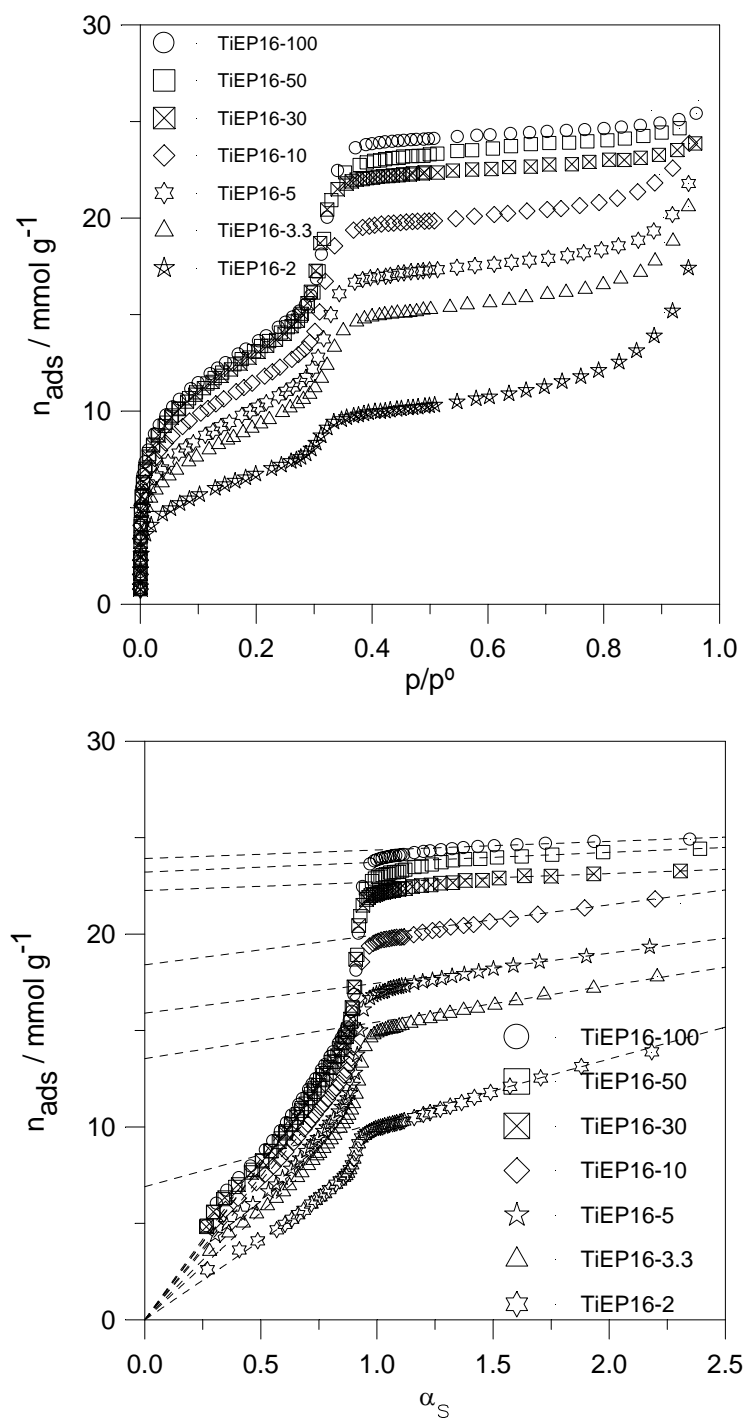 30
TiEP16-100
TiEP16-50
TiEP16-30
TiEP16-10
TiEP16-5
TiEP16-3.3
TiEP16-2
20
10
0
n_ads / mmol g⁻¹
0.0 0.2 0.4 0.6 0.8 1.0
p/pº
30
20
10
0
n_ads / mmol g⁻¹
TiEP16-100
TiEP16-50
TiEP16-30
TiEP16-10
TiEP16-5
TiEP16-3.3
TiEP16-2
0.0 0.5 1.0 1.5 2.0 2.5
α_S